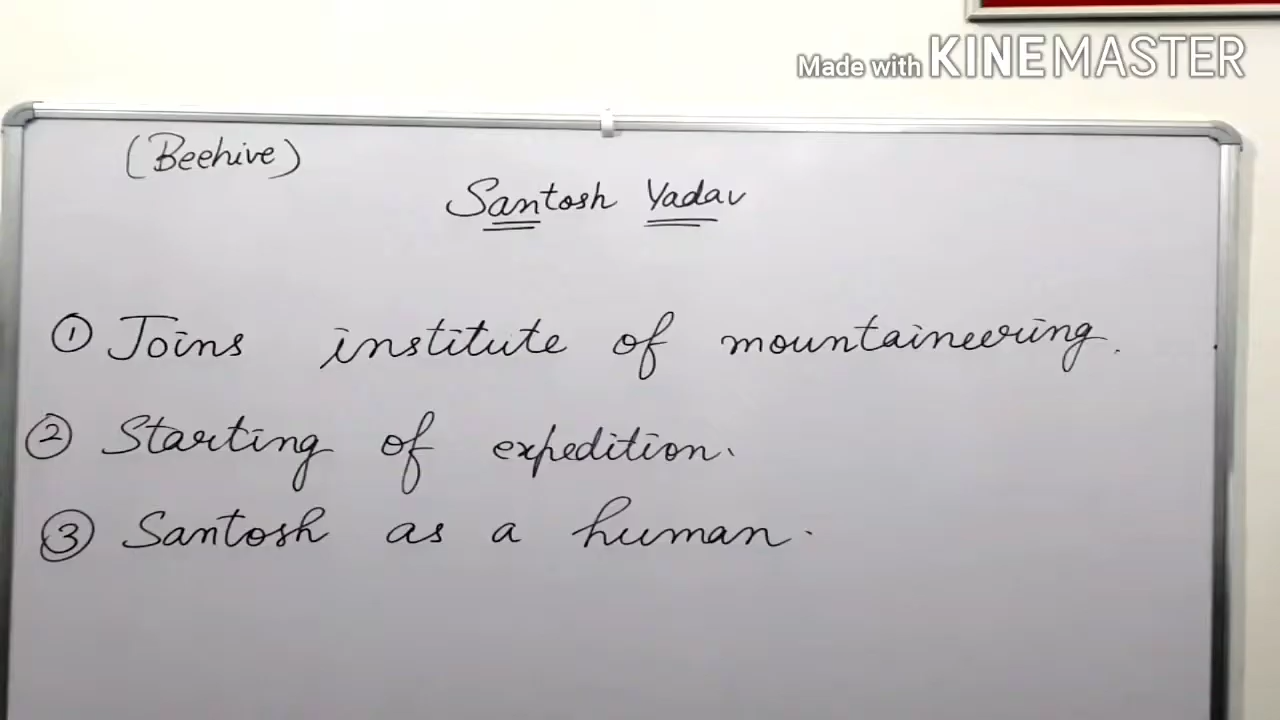 Made with KINEMASTER
(Beehive)
Santosh Yadav
① Joins institute of mountaineering.
② Starting of expedition.
③ Santosh as a human.